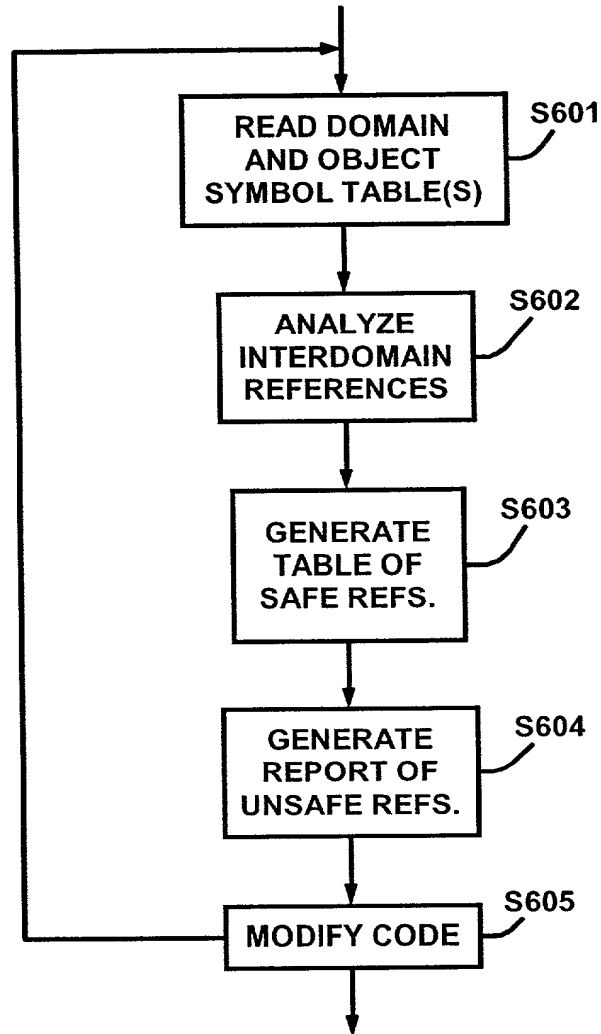 READ DOMAIN
AND OBJECT
SYMBOL TABLE(S)
S601
ANALYZE
INTERDOMAIN
REFERENCES
S602
GENERATE
TABLE OF
SAFE REFS.
S603
GENERATE
REPORT OF
UNSAFE REFS.
S604
MODIFY CODE
S605